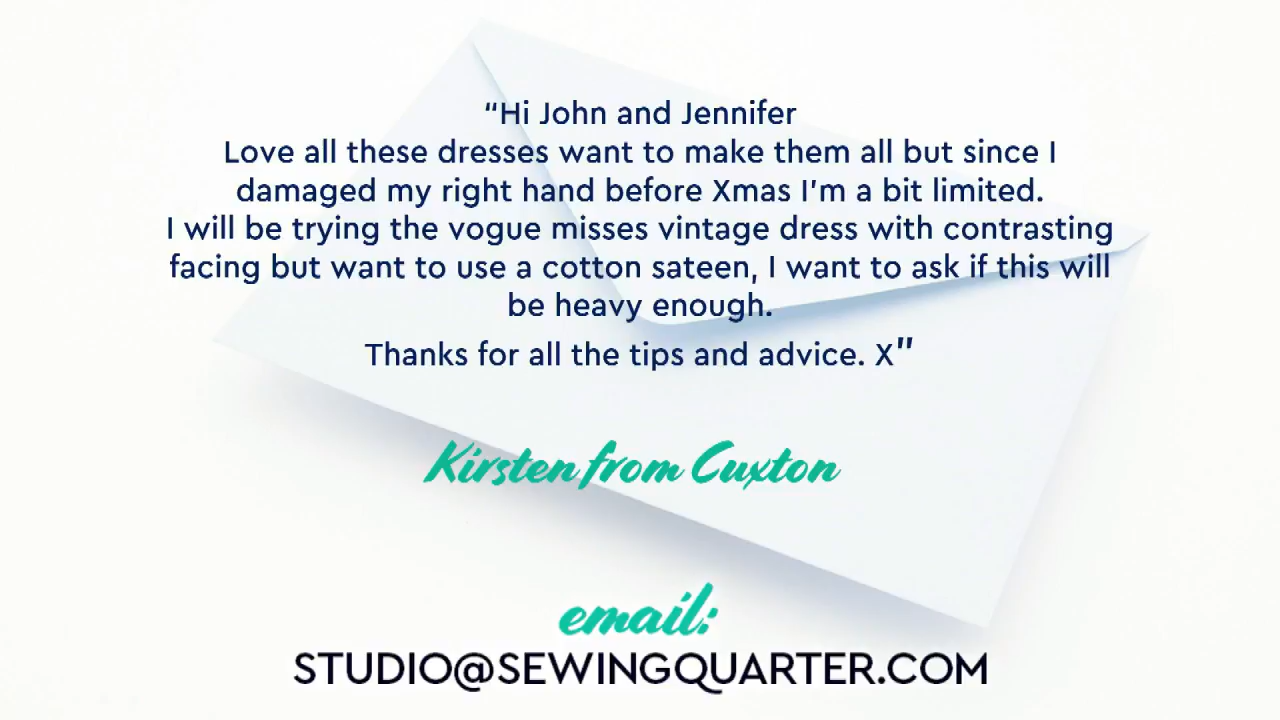 “Hi John and Jennifer
Love all these dresses want to make them all but since I
damaged my right hand before Xmas I'm a bit limited.
I will be trying the vogue misses vintage dress with contrasting
facing but want to use a cotton sateen, I want to ask if this will
be heavy enough.
Thanks for all the tips and advice. X”
Kirsten from Cuxton
email:
STUDIO@SEWINGQUARTER.COM